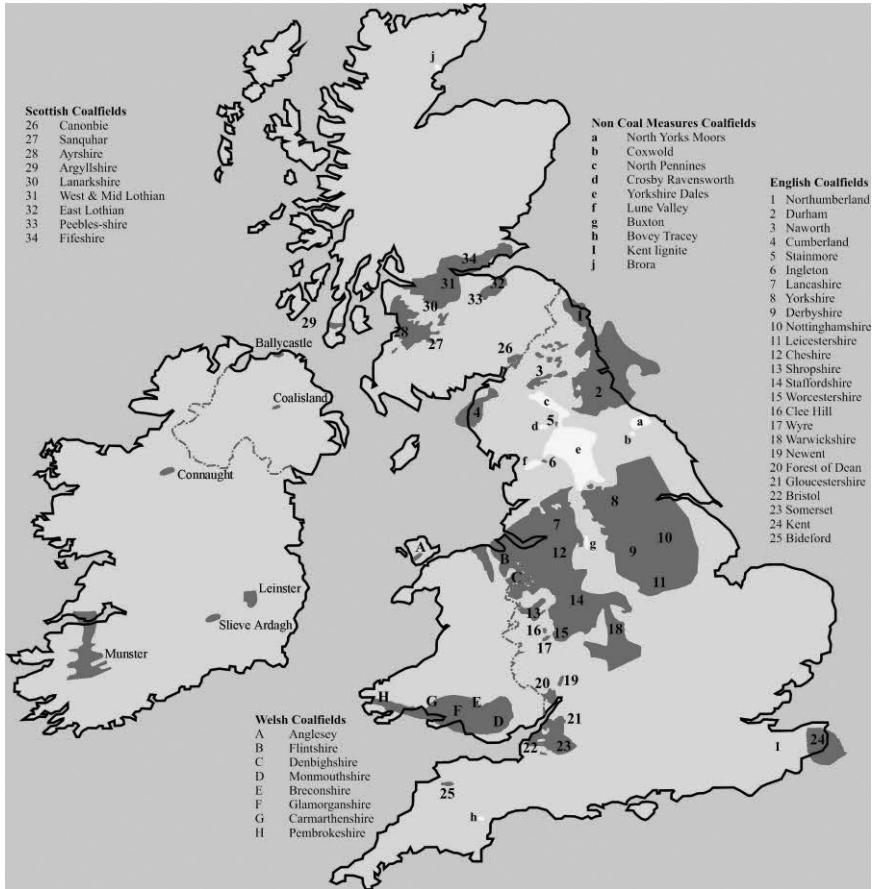 j
Scottish Coalfields
26 Canonbie
27 Sanquhar
28 Ayrshire
29 Argyllshire
30 Lanarkshire
31 West & Mid Lothian
32 East Lothian
33 Peebles-shire
34 Fifeshire
Non Coal Measures Coalfields
a North Yorks Moors
b Coxwold
c North Pennines
d Crosby Ravensworth
e Yorkshire Dales
f Lune Valley
g Buxton
h Bovey Tracey
I Kent lignite
j Brora
English Coalfields
1 Northumberland
2 Durham
3 Naworth
4 Cumberland
5 Stainmore
6 Ingleton
7 Lancashire
8 Yorkshire
9 Derbyshire
10 Nottinghamshire
11 Leicestershire
12 Cheshire
13 Shropshire
14 Staffordshire
15 Worcestershire
16 Clee Hill
17 Wyre
18 Warwickshire
19 Newent
20 Forest of Dean
21 Gloucestershire
22 Bristol
23 Somerset
24 Kent
25 Bideford
34
31
32
33
30
29
28
27
1
26
Ballycastle
3
2
Coalisland
c
4
d
5
a
b
e
f
6
Connaught
8
7
10
g
A
B
12
9
C
11
Leinster
14
13
Slieve Ardagh
16
15
18
17
Munster
19
20
H
G
E
F
D
21
22
23
I
24
25
h
Welsh Coalfields
A Anglesey
B Flintshire
C Denbighshire
D Monmouthshire
E Breconshire
F Glamorganshire
G Carmarthenshire
H Pembrokeshire